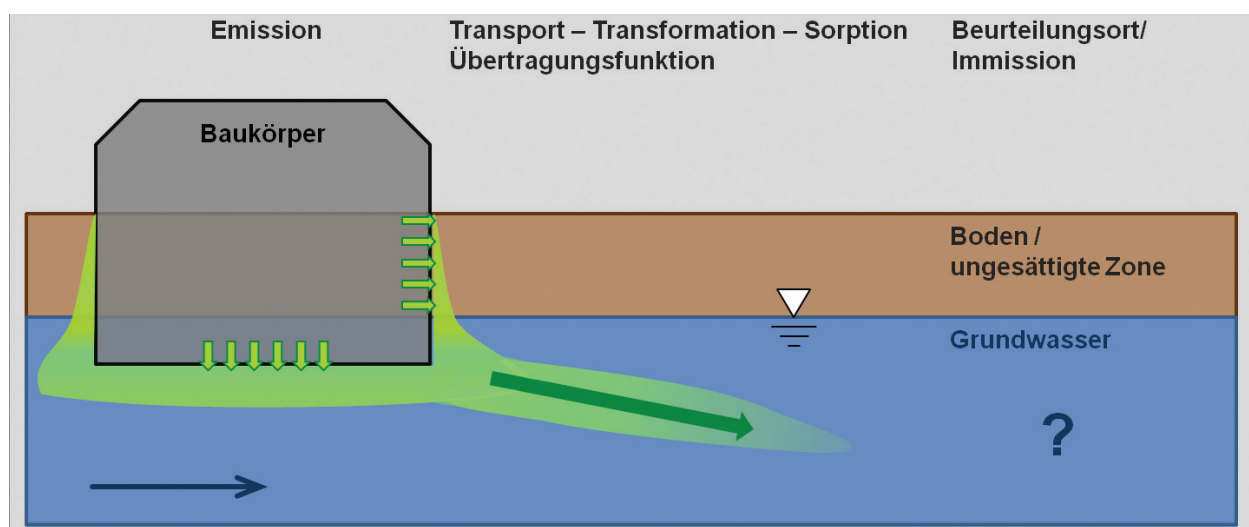 Emission
Transport – Transformation – Sorption
Übertragungsfunktion
Beurteilungsort/
Immission
Baukörper
Boden /
ungesättigte Zone
Grundwasser
?